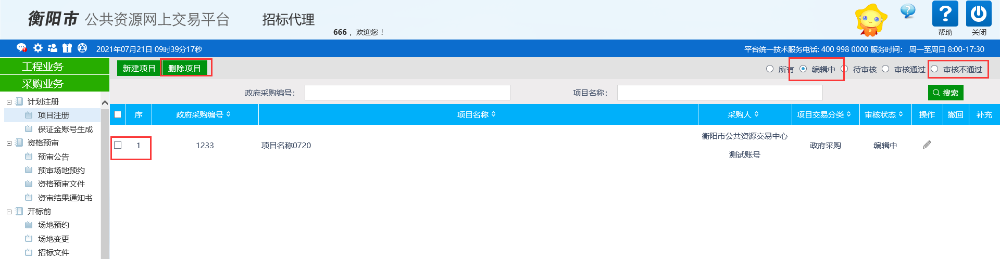 衡阳市 公共资源网上交易平台 招标代理
666 ，欢迎您！
帮助 关闭
2021年07月21日 09时39分17秒 平台统一技术服务电话: 400 998 0000 服务时间： 周一至周日 8:00-17:30
工程业务
采购业务
新建项目 删除项目 所有 编辑中 待审核 审核通过 审核不通过
政府采购编号： 项目名称： 搜索
序 政府采购编号 项目名称 采购人 项目交易分类 审核状态 操作 撤回 补充
1 1233 项目名称0720 衡阳市公共资源交易中心
测试账号 政府采购 编辑中
计划注册
项目注册
保证金账号生成
资格预审
预审公告
预审场地预约
资格预审文件
资审结果通知书
开标前
场地预约
场地变更
招标文件